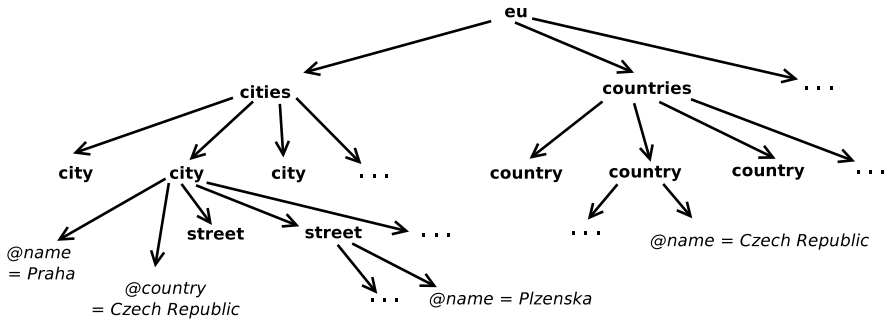 eu
cities
countries
. . .
city
city
city
. . .
country
country
country
. . .
@name
= Praha
@country
= Czech Republic
street
street
. . .
. . .
@name = Czech Republic
. . .
@name = Plzenska